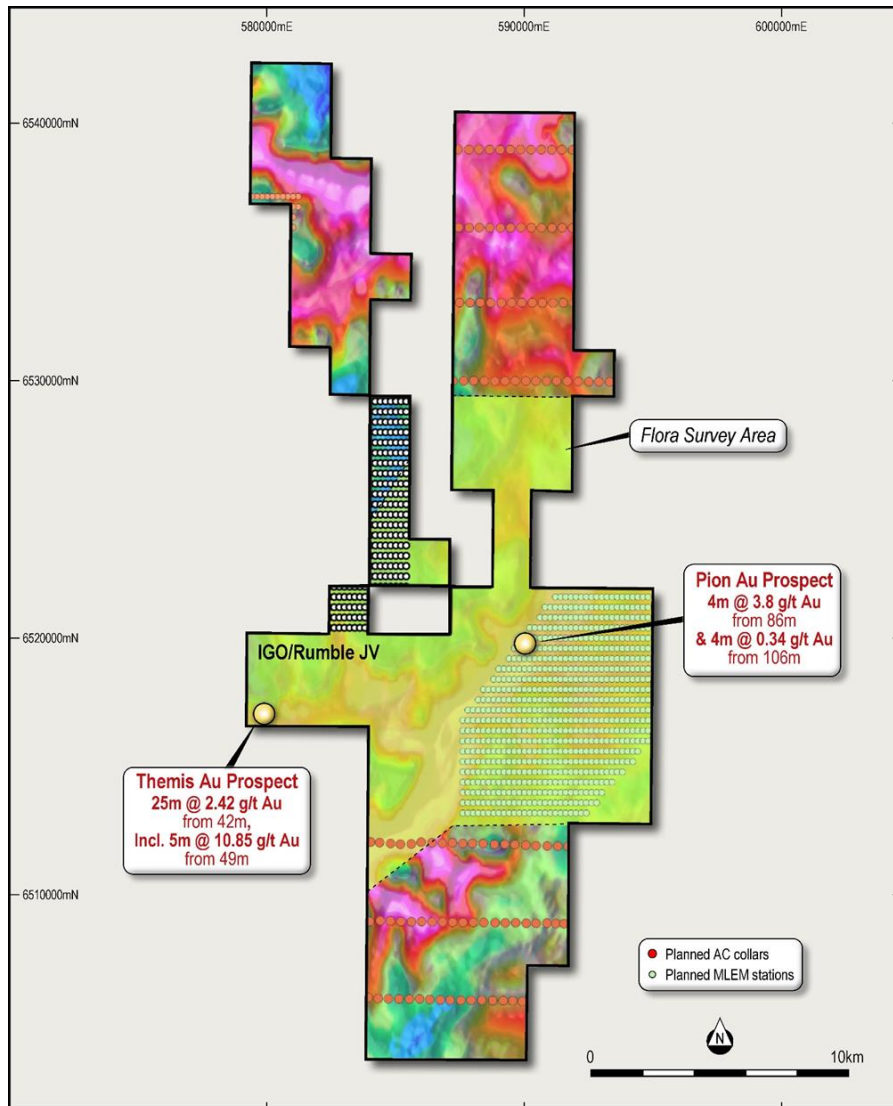 580000mE
590000mE
600000mE
6540000mN
6530000mN
Flora Survey Area
Pion Au Prospect
4m @ 3.8 g/t Au
from 86m
& 4m @ 0.34 g/t Au
from 106m
6520000mN
IGO/Rumble JV
Themis Au Prospect
25m @ 2.42 g/t Au
from 42m,
Incl. 5m @ 10.85 g/t Au
from 49m
6510000mN
Planned AC collars
Planned MLEM stations
N
0
10km